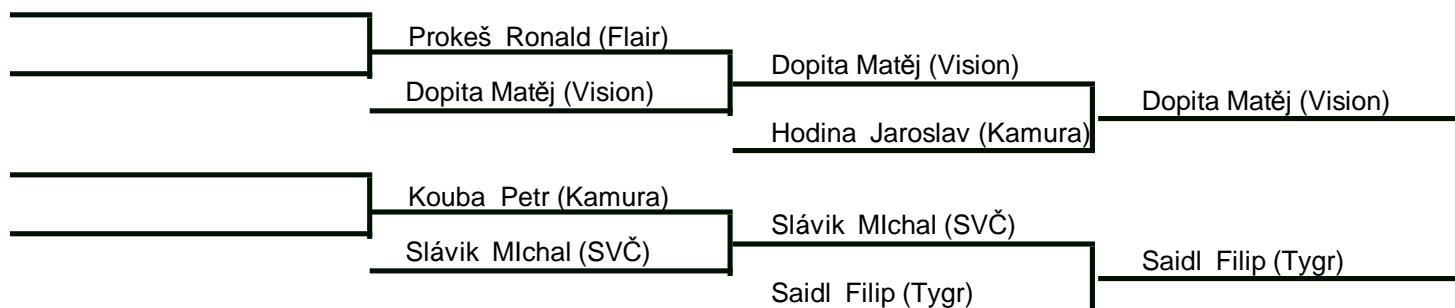 Prokeš Ronald (Flair)
Dopita Matěj (Vision)
Dopita Matěj (Vision)
Dopita Matěj (Vision)
Hodina Jaroslav (Kamura)
Kouba Petr (Kamura)
Slávik MIchal (SVČ)
Slávik MIchal (SVČ)
Saidl Filip (Tygr)
Saidl Filip (Tygr)